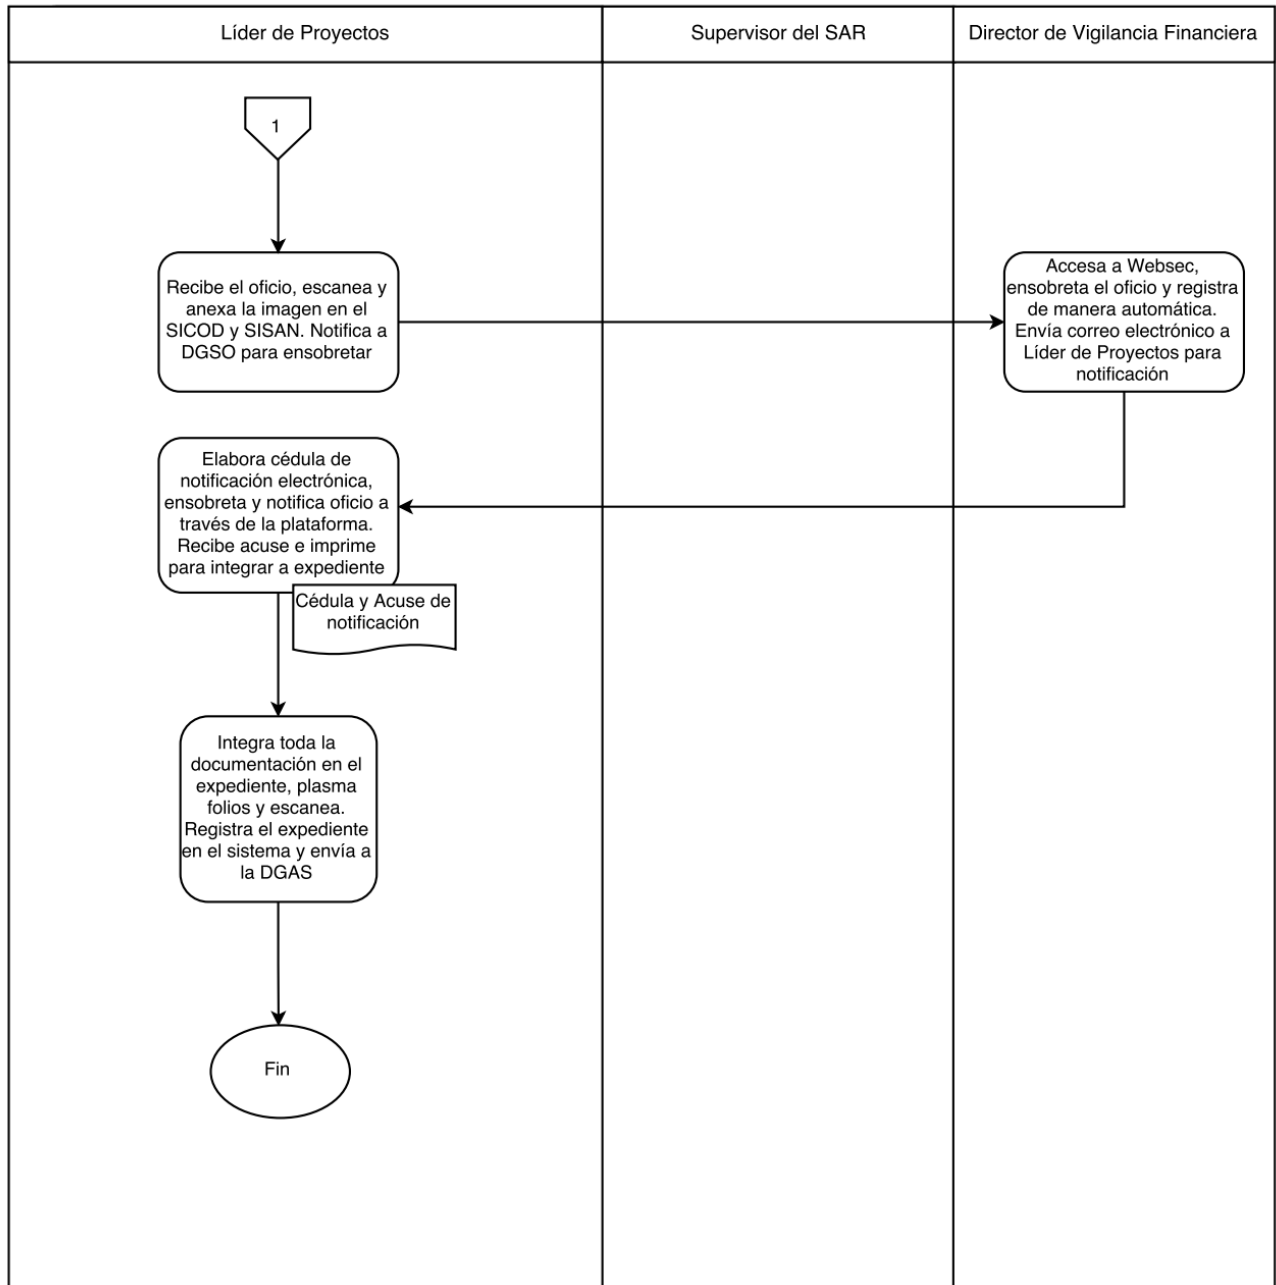 Líder de Proyectos
Supervisor del SAR
Director de Vigilancia Financiera
1
Recibe el oficio, escanea y
anexa la imagen en el
SICOD y SISAN. Notifica a
DGSO para ensobretar
Accesa a Websec,
ensobreta el oficio y registra
de manera automática.
Envía correo electrónico a
Líder de Proyectos para
notificación
Elabora cédula de
notificación electrónica,
ensobreta y notifica oficio a
través de la plataforma.
Recibe acuse e imprime
para integrar a expediente
Cédula y Acuse de
notificación
Integra toda la
documentación en el
expediente, plasma
folios y escanea.
Registra el expediente
en el sistema y envía a
la DGAS
Fin